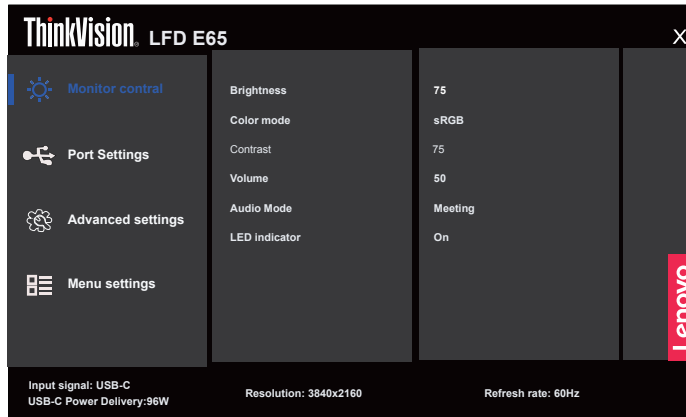 ThinkVision. LFD E65
X
Monitor contral
Port Settings
Advanced settings
Menu settings
Brightness 75
Color mode sRGB
Contrast 75
Volume 50
Audio Mode Meeting
LED indicator On
Lenovo
Input signal: USB-C
USB-C Power Delivery:96W
Resolution: 3840x2160
Refresh rate: 60Hz